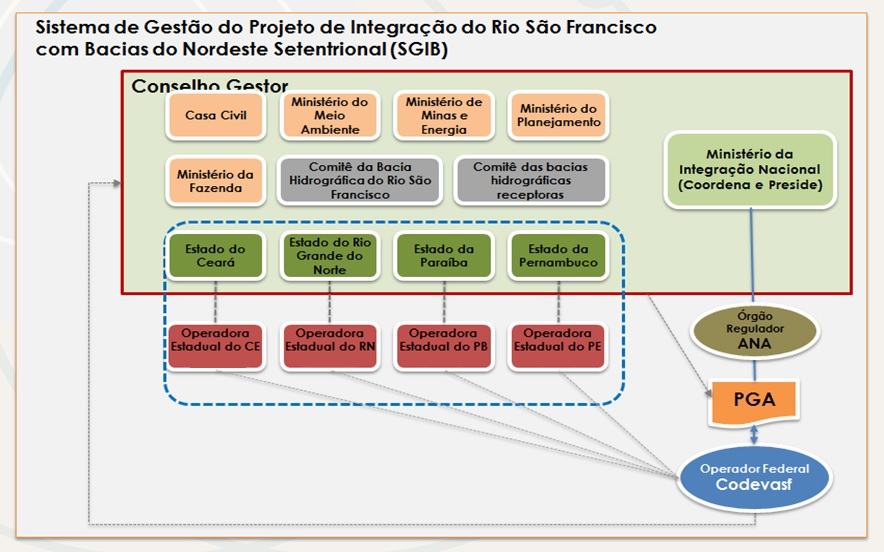 Sistema de Gestão do Projeto de Integração do Rio São Francisco
com Bacias do Nordeste Setentrional (SGIB)
Conselho Gestor
Casa Civil
Ministério do
Meio
Ambiente
Ministério de
Minas e
Energia
Ministério do
Planejamento
Ministério da
Fazenda
Comitê da Bacia
Hidrográfica do Rio São
Francisco
Comitê das bacias
hidrográficas
receptoras
Ministério da
Integração Nacional
(Coordena e Preside)
Estado do
Ceará
Estado do Rio
Grande do
Norte
Estado da
Paraíba
Estado da
Pernambuco
Operadora
Estadual do CE
Operadora
Estadual do RN
Operadora
Estadual do PB
Operadora
Estadual do PE
Órgão
Regulador
ANA
PGA
Operador Federal
Codevasf